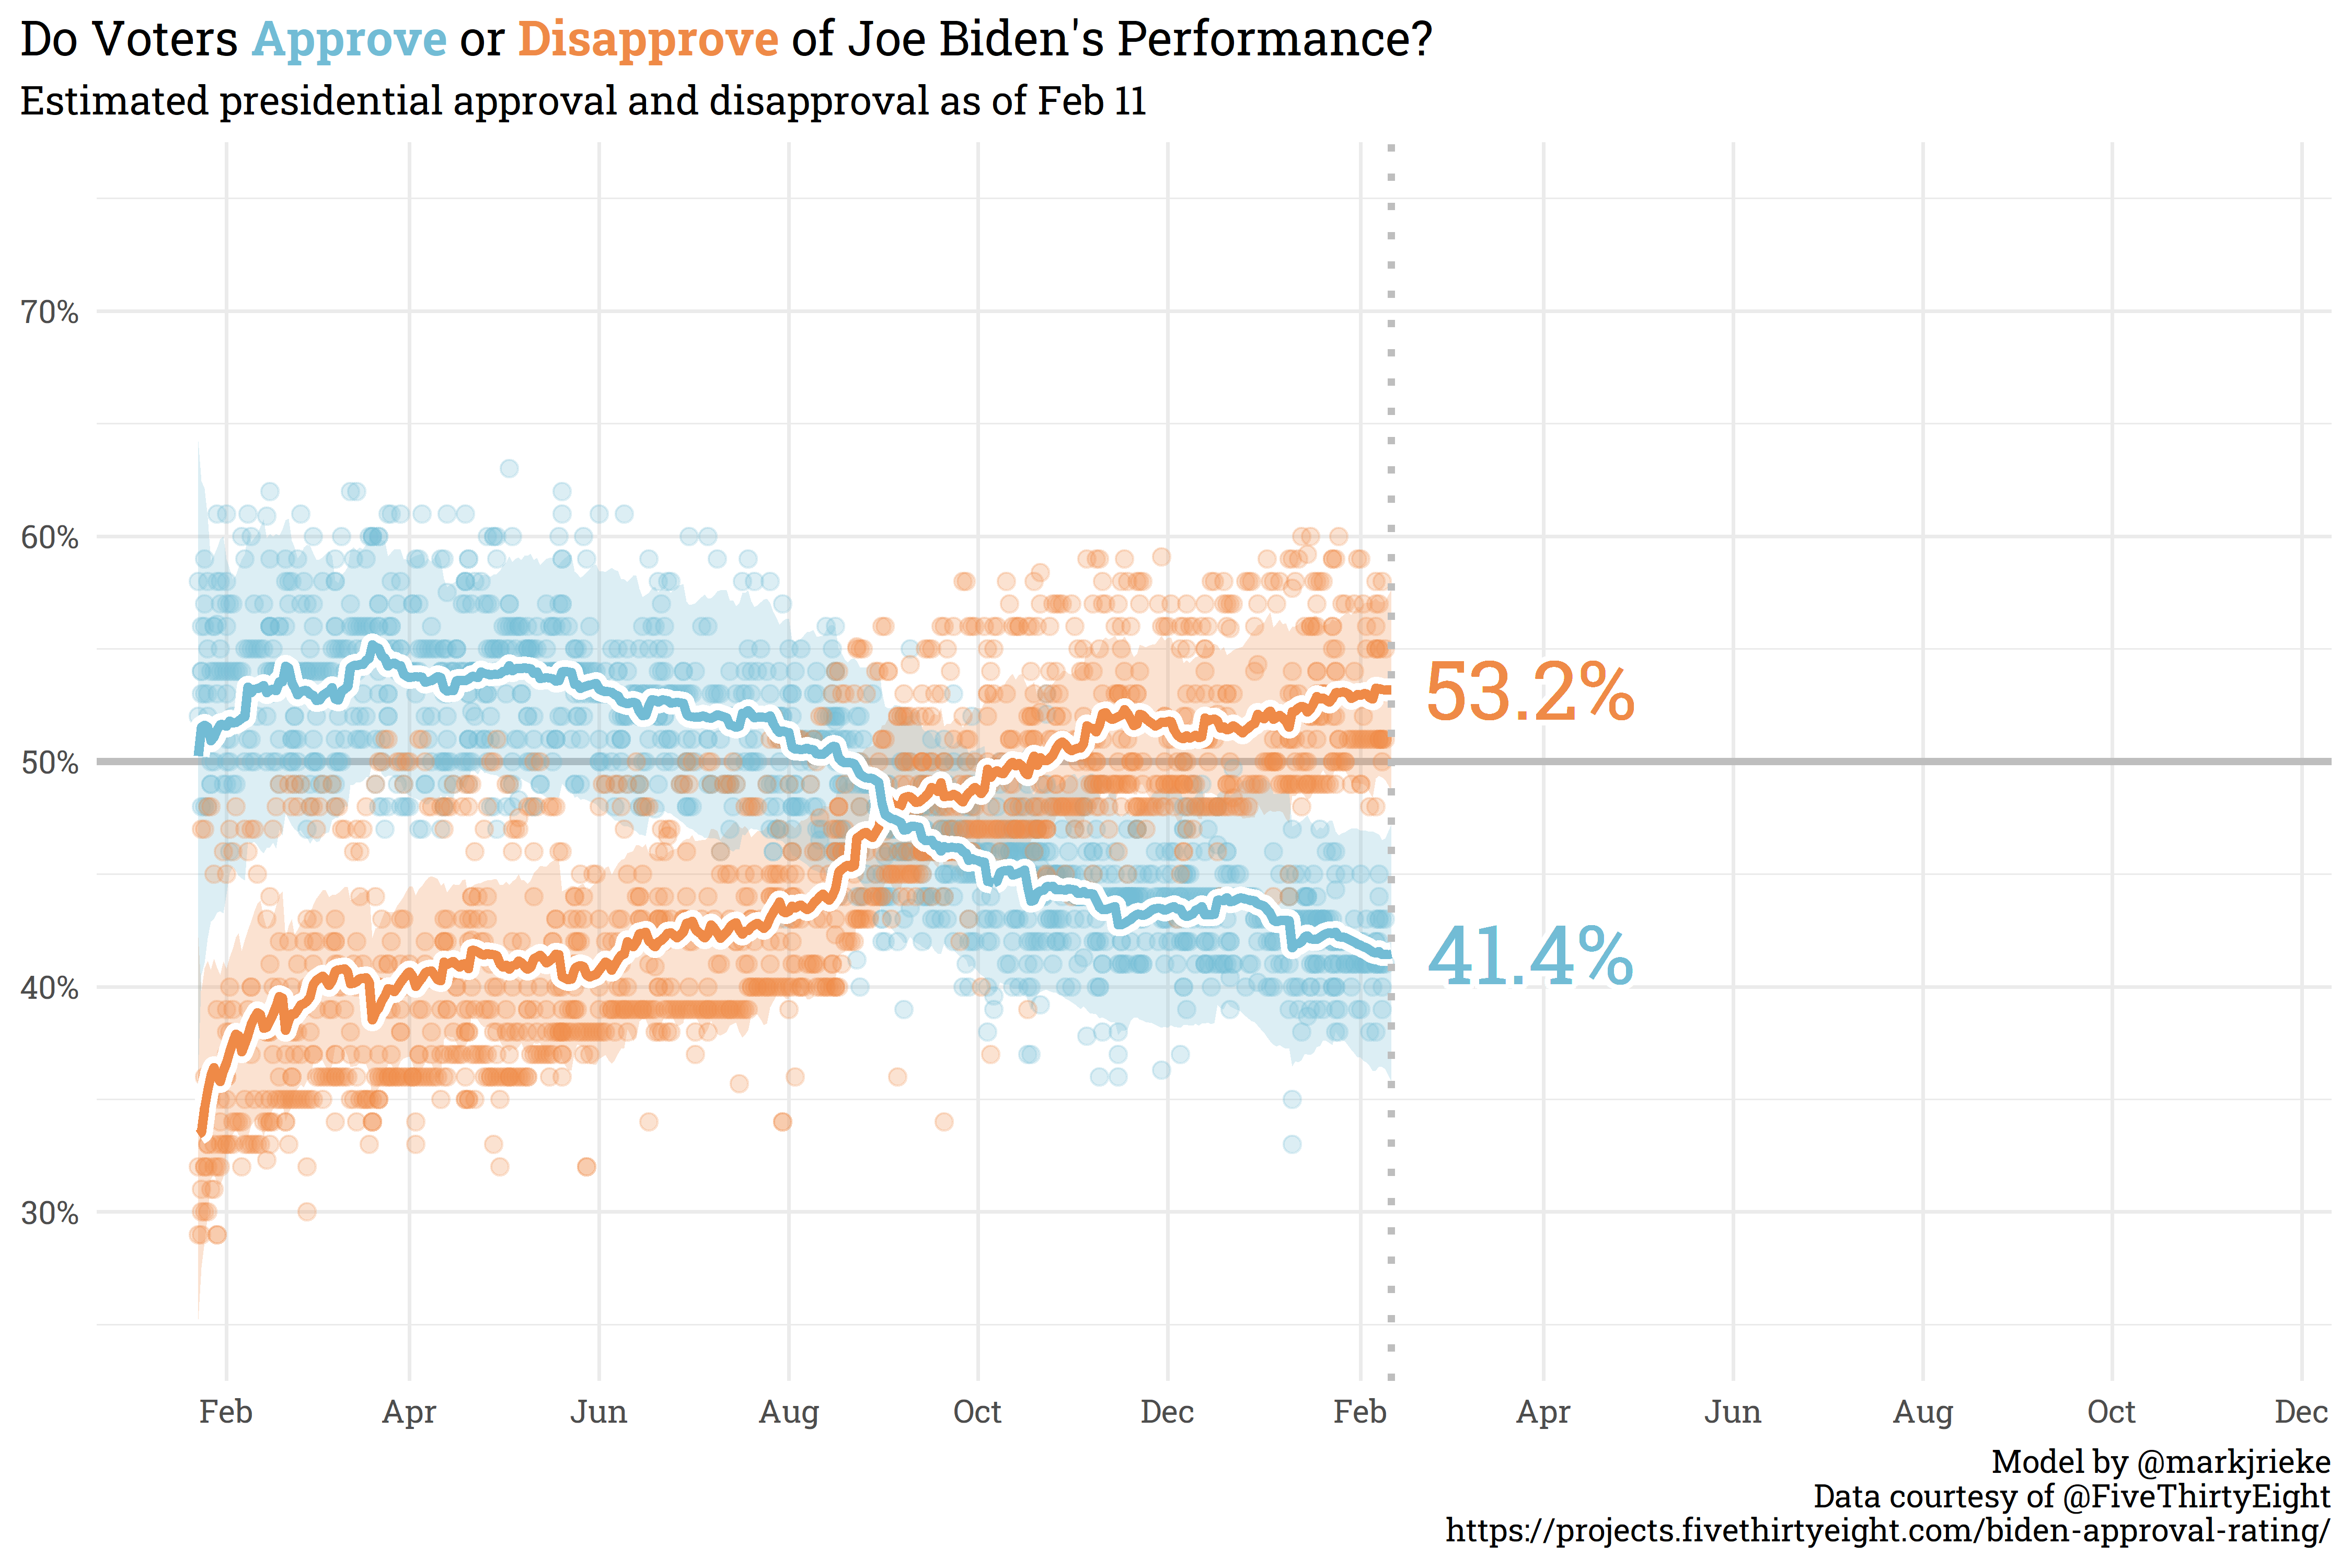 Do Voters Approve or Disapprove of Joe Biden's Performance?
Estimated presidential approval and disapproval as of Feb 11
70%
60%
50%
40%
30%
53.2%
41.4%
Feb Apr Jun Aug Oct Dec Feb Apr Jun Aug Oct Dec
Model by @markjrieke
Data courtesy of @FiveThirtyEight
https://projects.fivethirtyeight.com/biden-approval-rating/